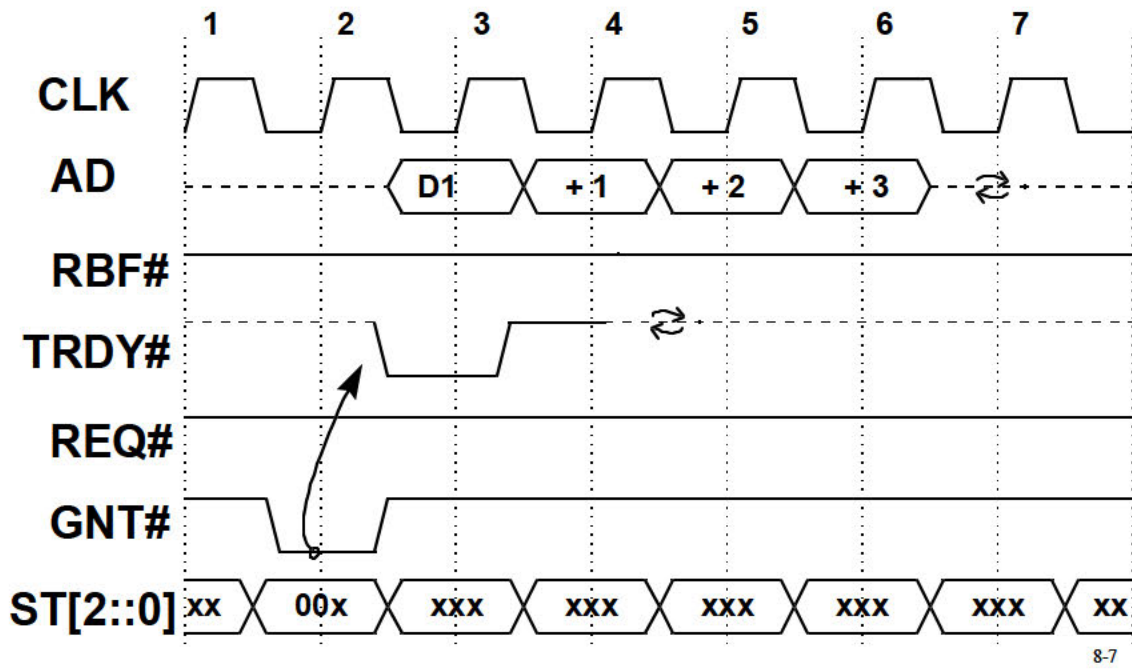 1 2 3 4 5 6 7
CLK
AD D1 + 1 + 2 + 3
RBF#
TRDY#
REQ#
GNT#
ST[2::0] xx 00x xxx xxx xxx xxx xxx xx
8-7